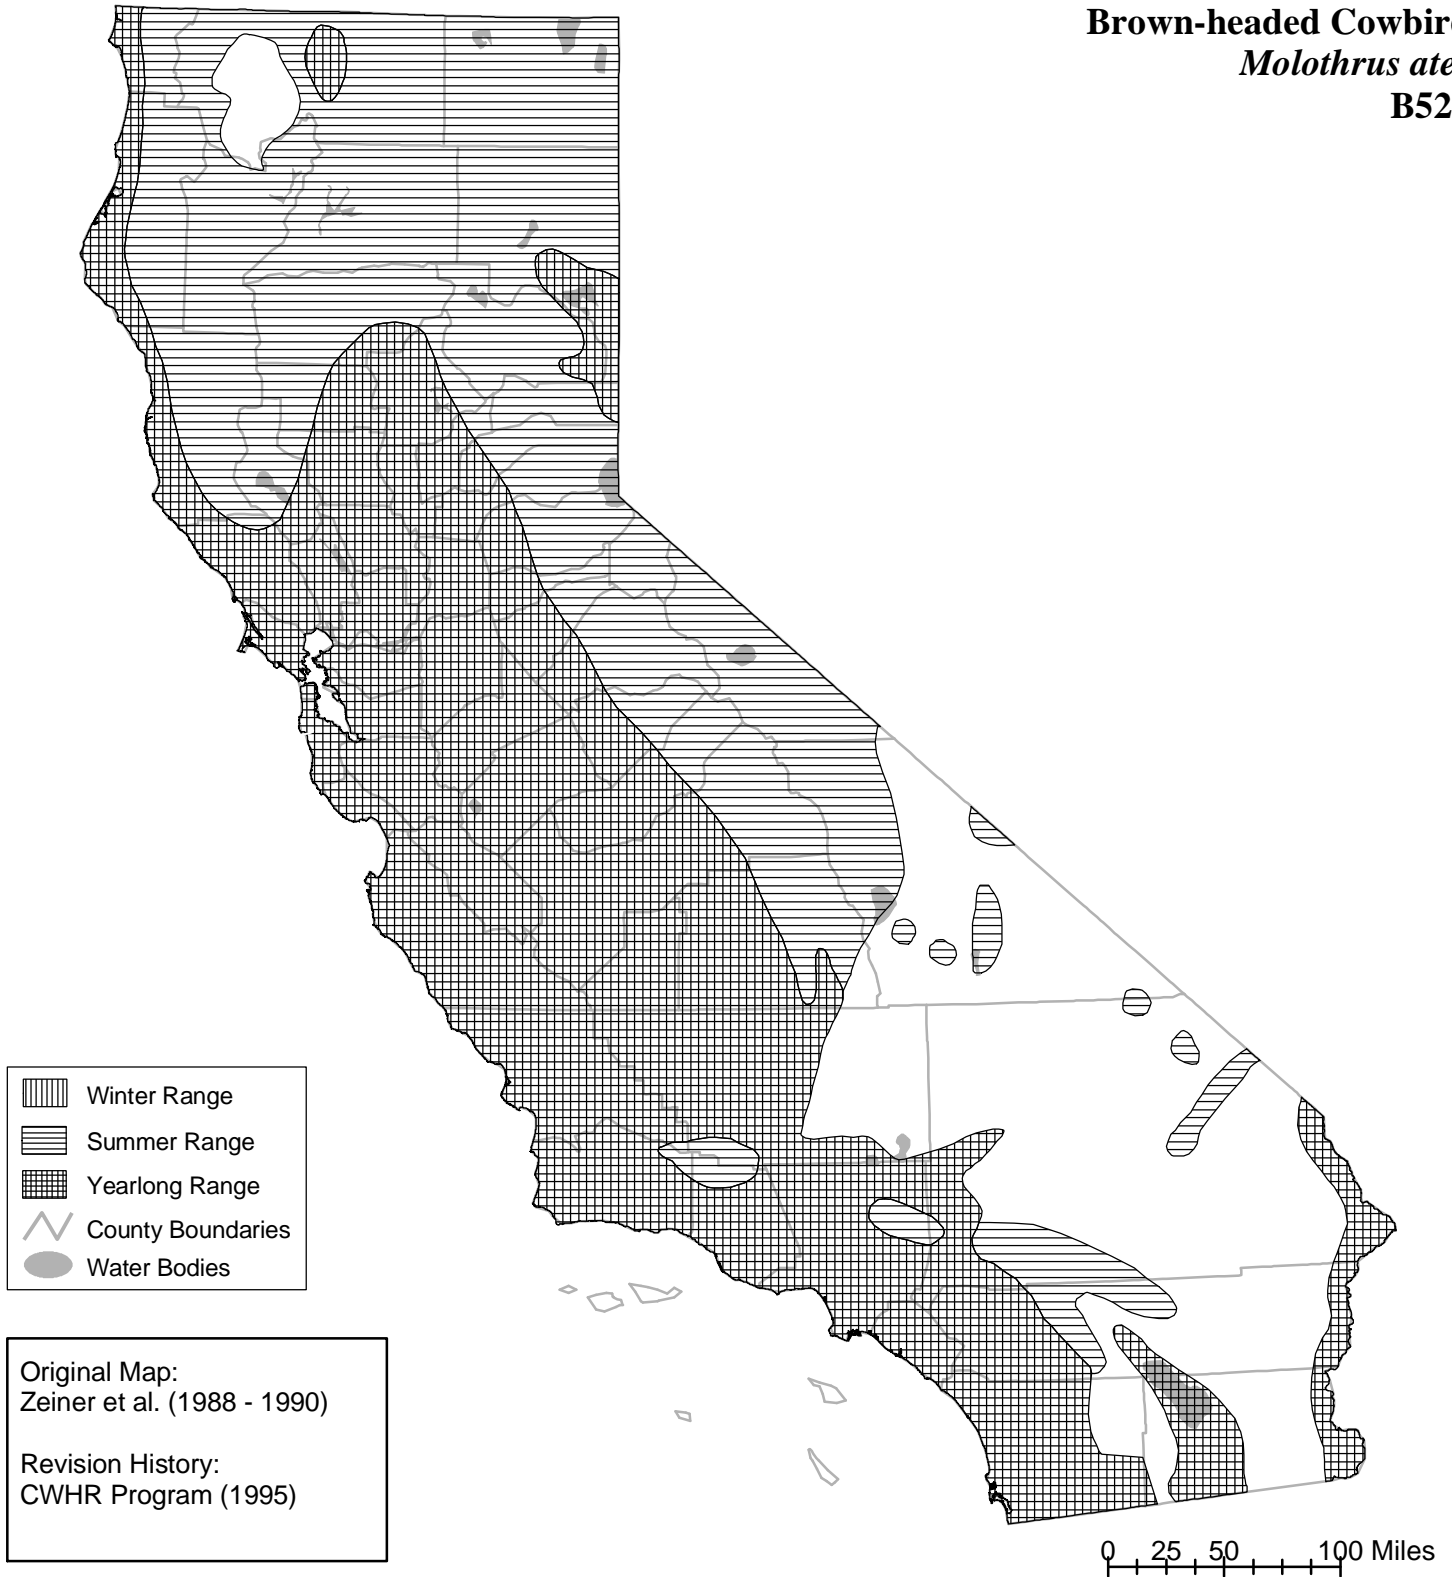 Brown-headed Cowbir
Molothrus ate
B52
Winter Range
Summer Range
Yearlong Range
County Boundaries
Water Bodies
Original Map:
Zeiner et al. (1988 - 1990)
Revision History:
CWHR Program (1995)
0 25 50 100 Miles